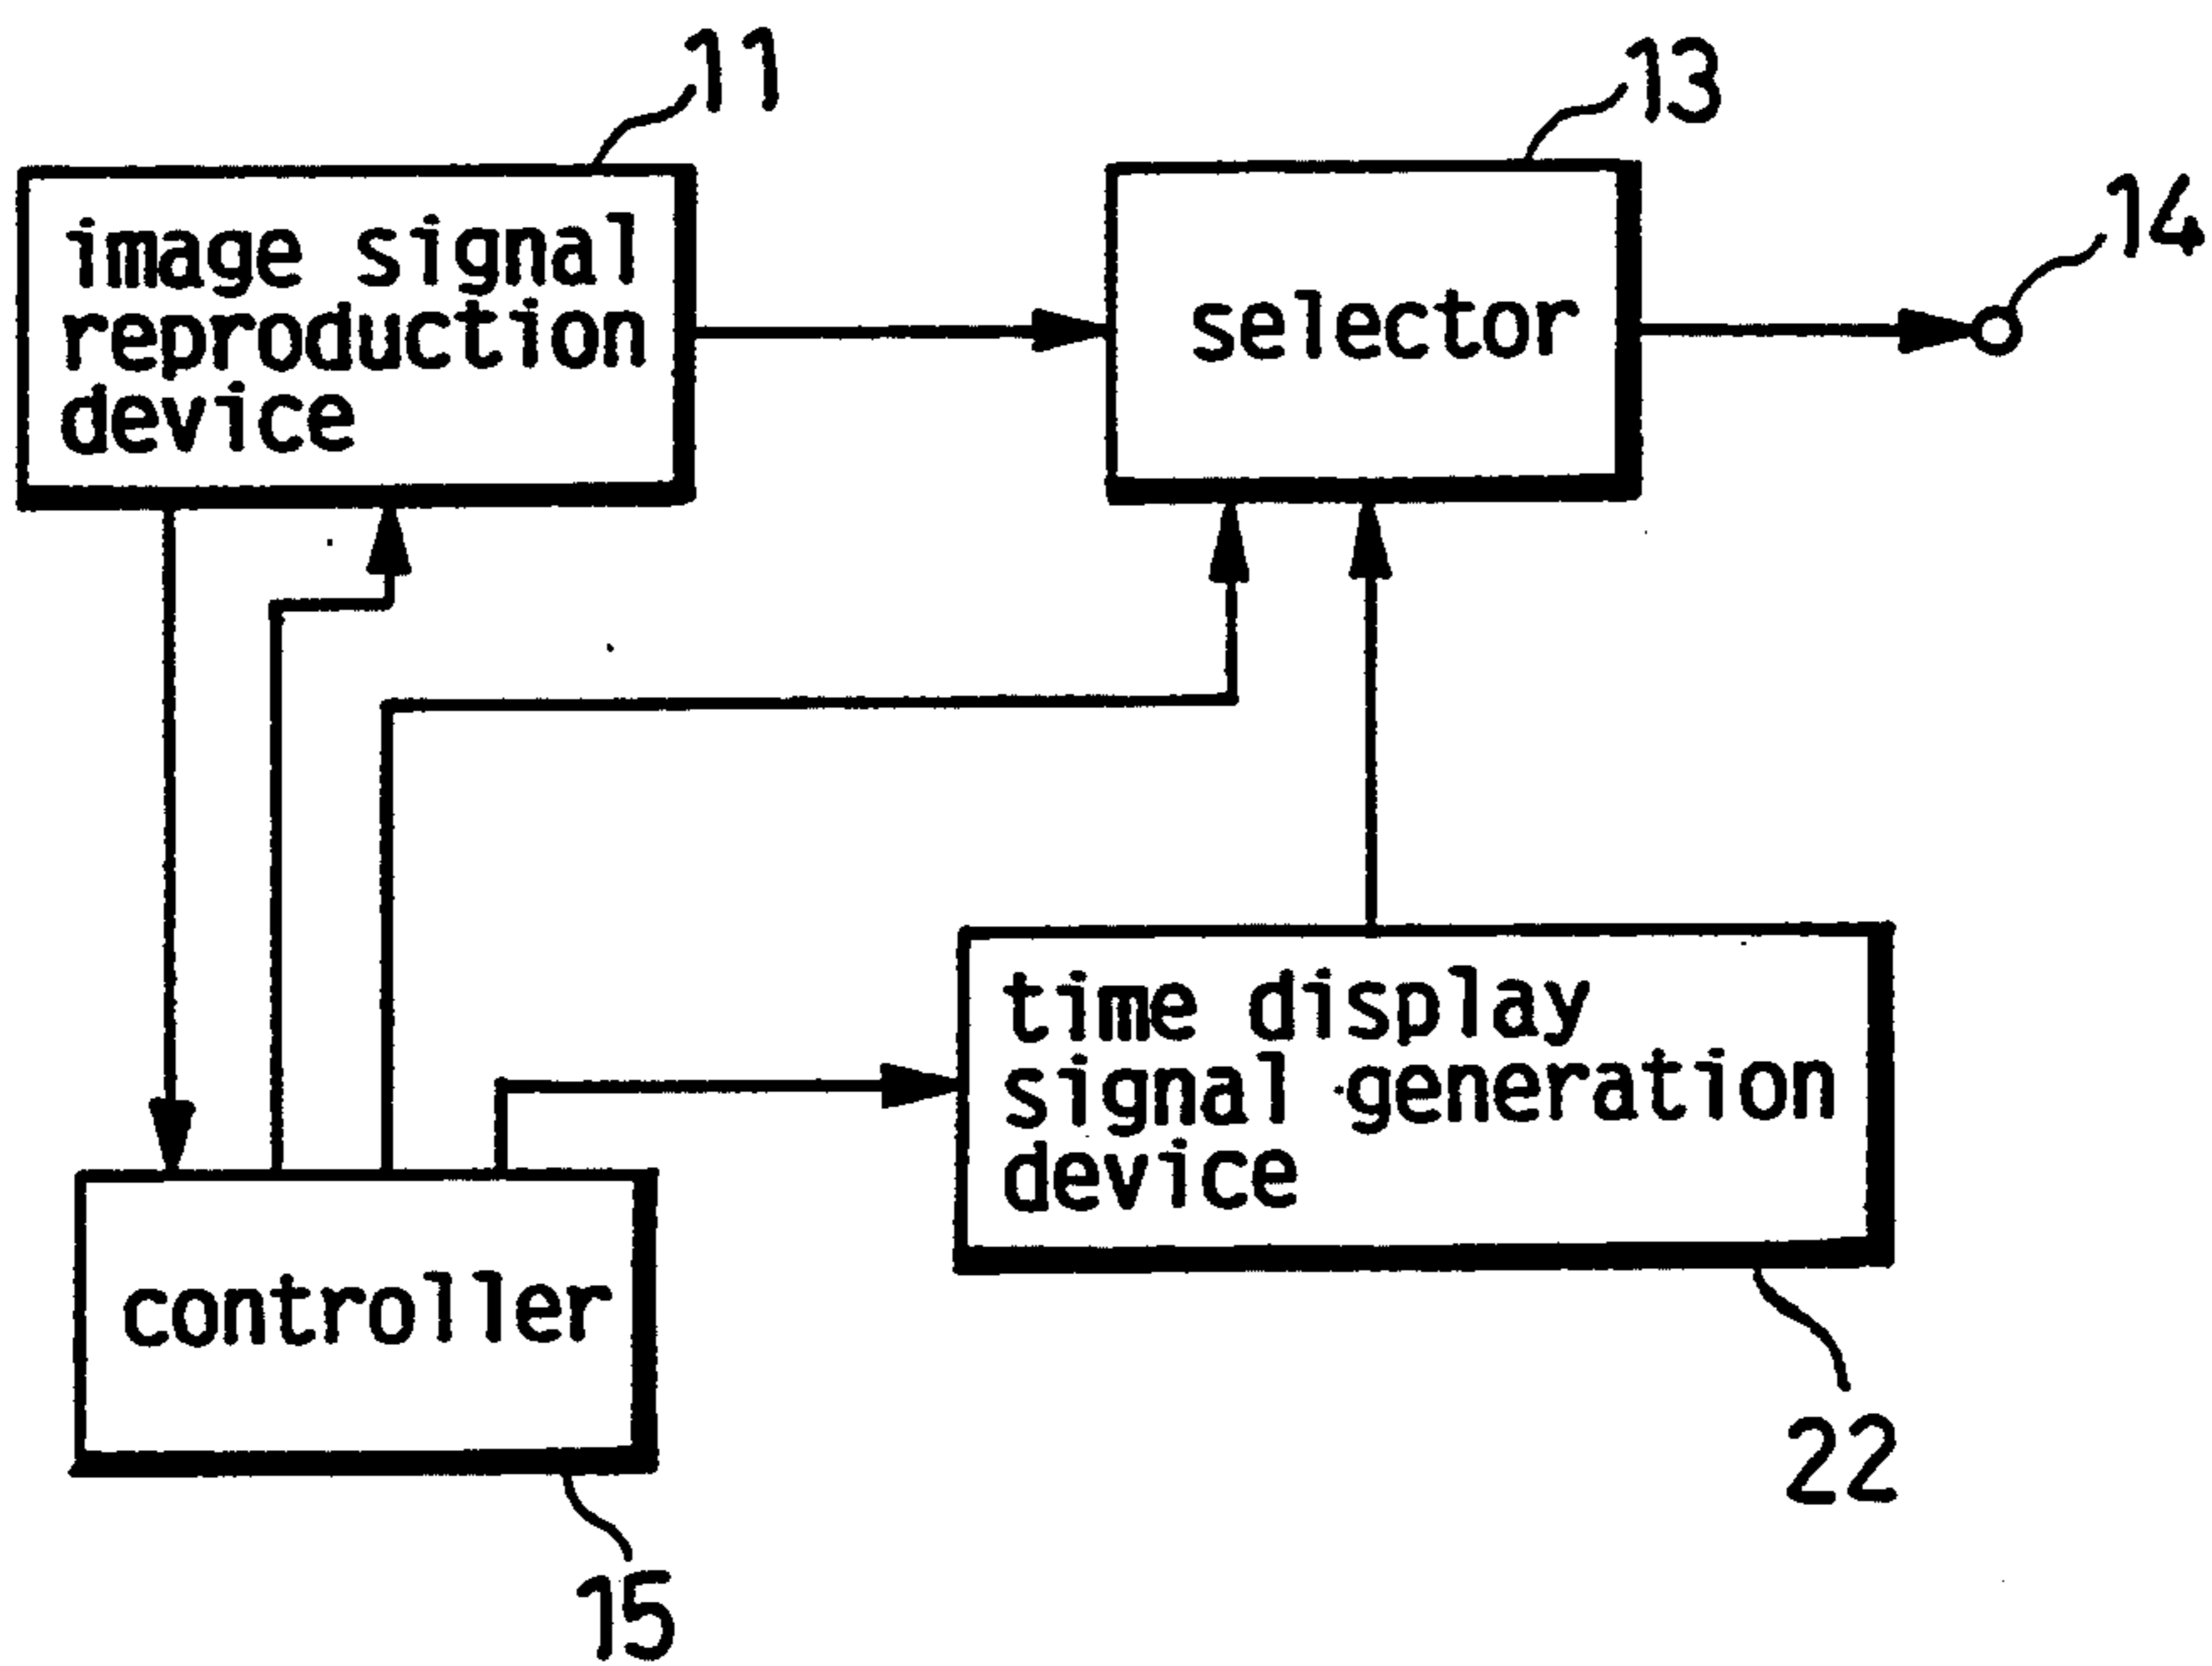 11
13
14
image signal
reproduction
device
selector
time display
signal generation
device
controller
22
15